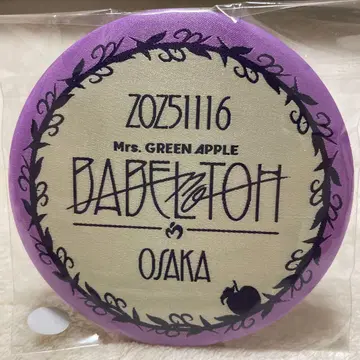 20251116
Mrs. GREEN APPLE
BABEL no TOH
OSAKA